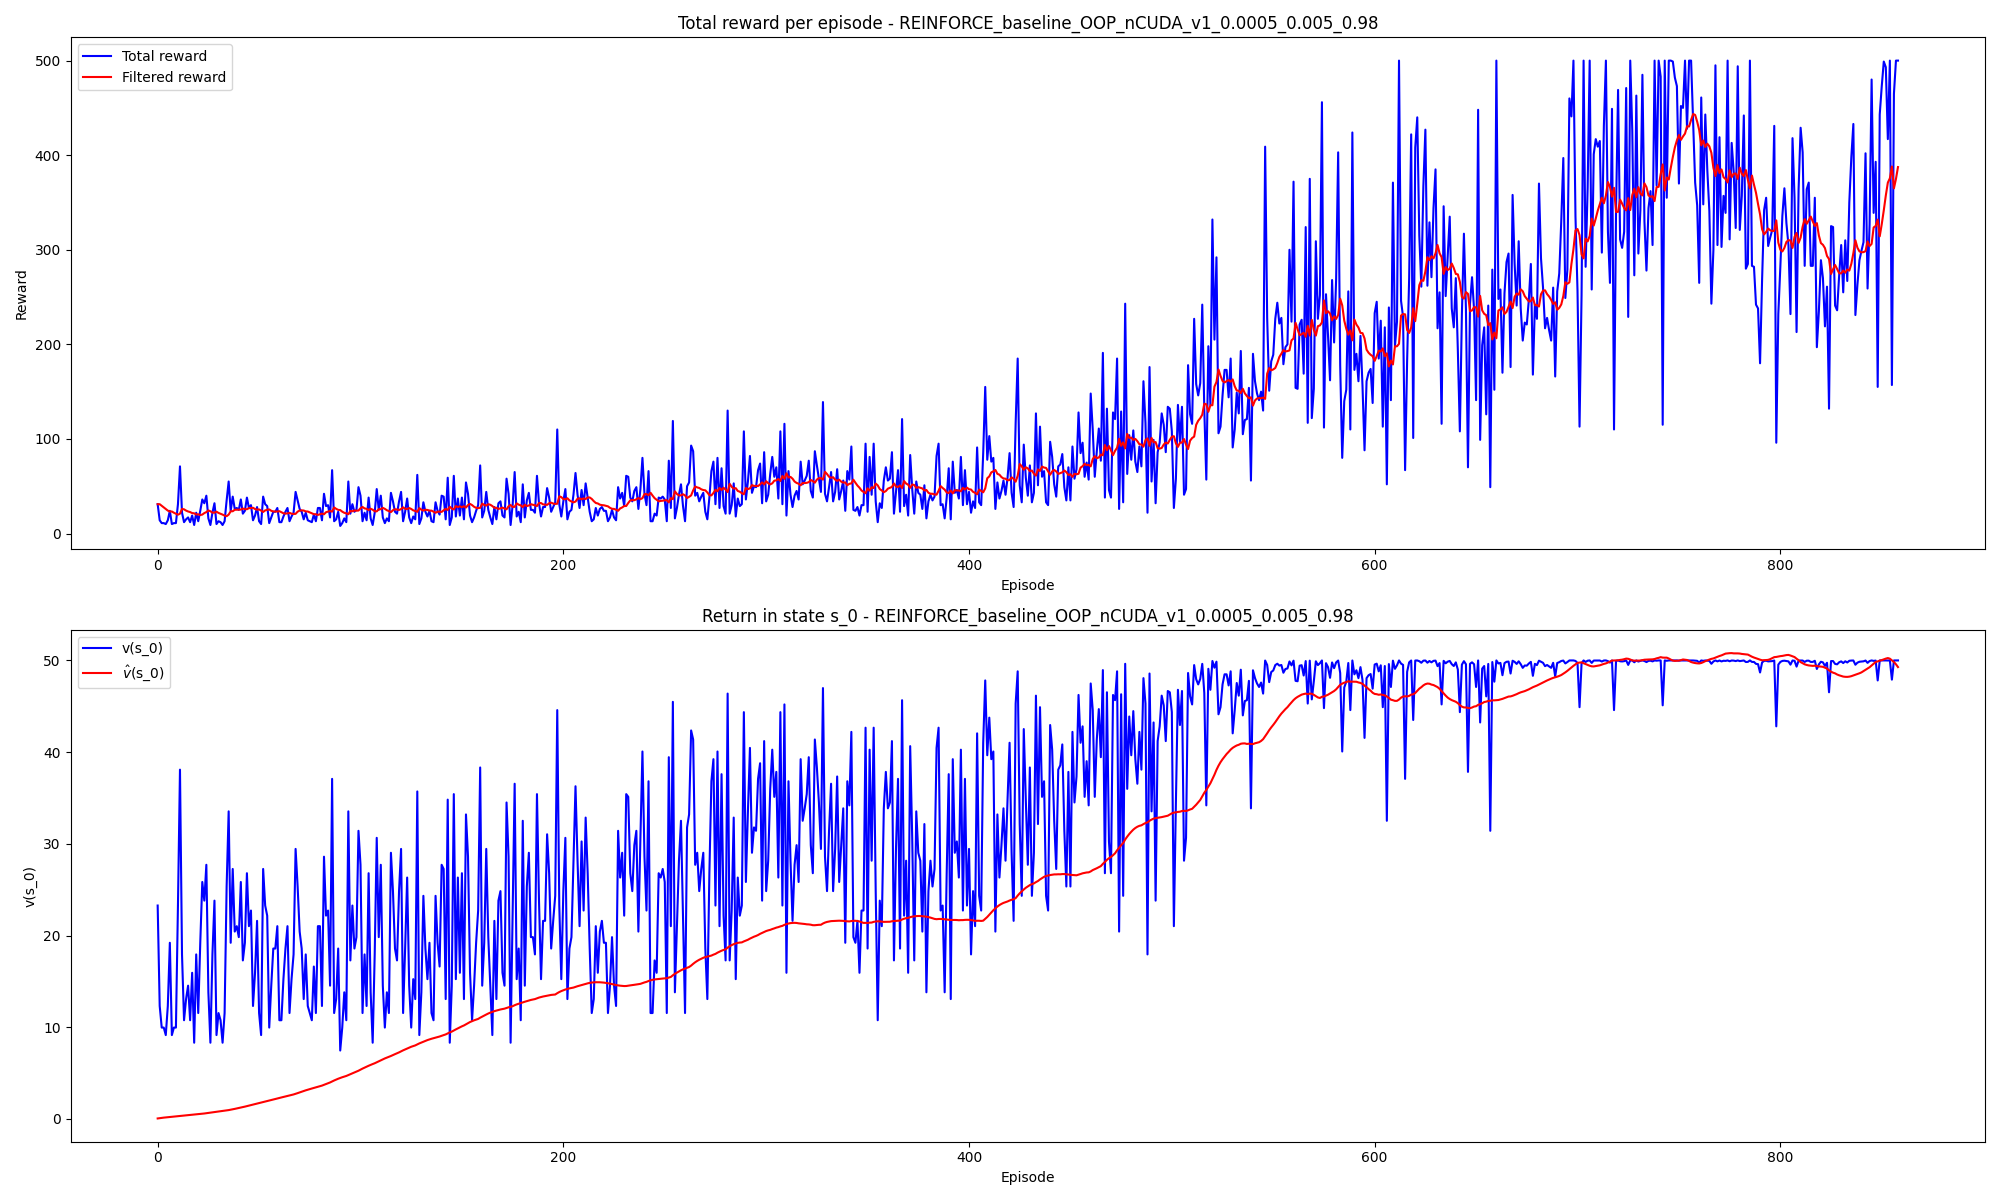 Total reward per episode - REINFORCE_baseline_OOP_nCUDA_v1_0.0005_0.005_0.98
Total reward
Filtered reward
500
400
300
200
100
0
Reward
0 200 400 600 800
Episode
Return in state s_0 - REINFORCE_baseline_OOP_nCUDA_v1_0.0005_0.005_0.98
v(s_0)
v̂(s_0)
50
40
30
20
10
0
v(s_0)
0 200 400 600 800
Episode